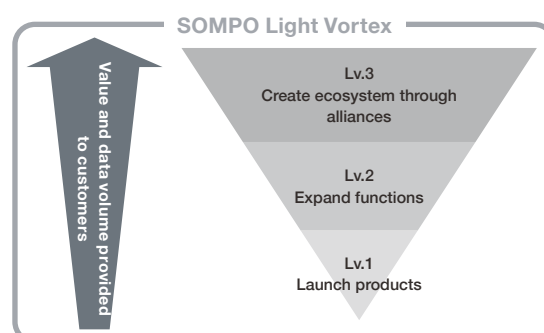 SOMPO Light Vortex
Value and data volume provided
to customers
Lv.3
Create ecosystem through
alliances
Lv.2
Expand functions
Lv.1
Launch products